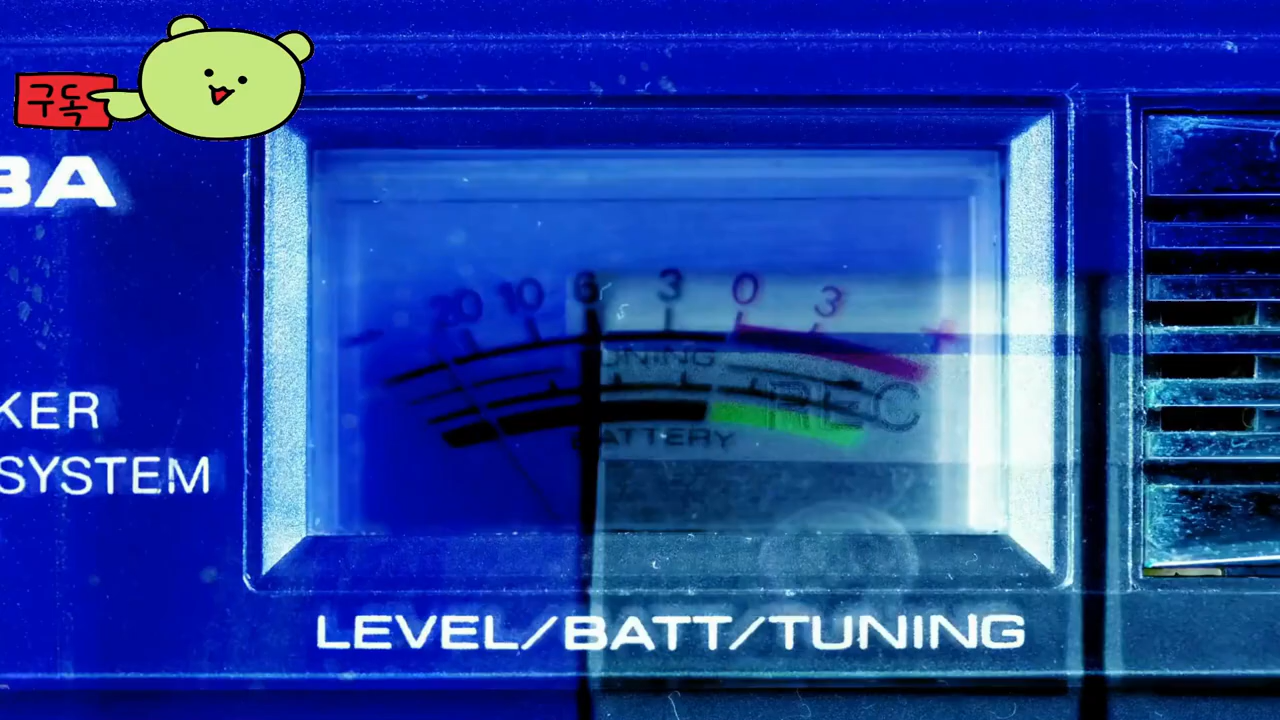 구독
BA
KER
SYSTEM
20 10 6 3 0 3
- +
TUNING
REC
BATTERY
LEVEL/BATT/TUNING